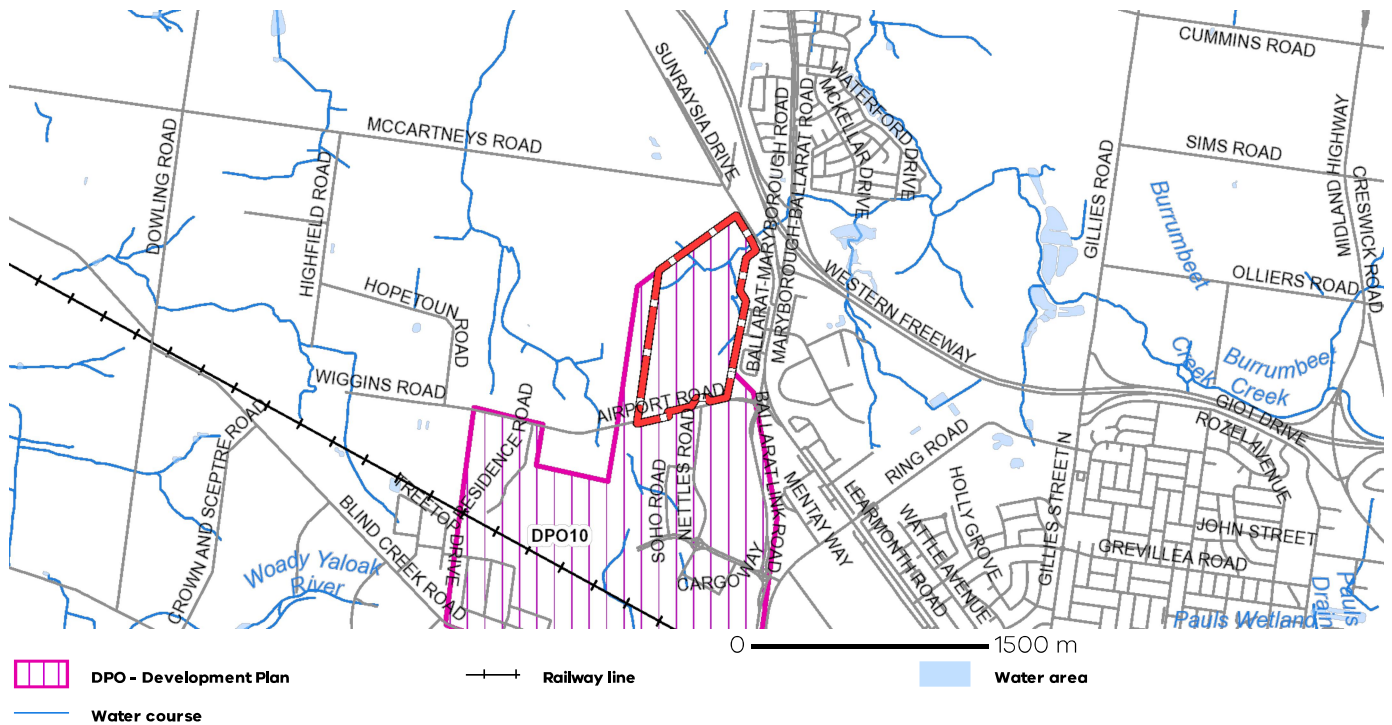 CUMMINS ROAD
SUNRAYSIA DRIVE
WATERFORD DRIVE
MCKELLAR DRIVE
BALLARAT-MARYBOROUGH ROAD
MARYBOROUGH-BALLARAT ROAD
MCCARTNEYS ROAD
DOWLING ROAD
HIGHFIELD ROAD
SIMS ROAD
MIDLAND HIGHWAY
CRESWICK ROAD
GILLIES ROAD
Burrumbeet
Creek
OLLIERS ROAD
HOPETOUN
ROAD
WESTERN FREEWAY
Burrumbeet
Creek
WIGGINS ROAD
AIRPORT ROAD
GIOT DRIVE
ROZEL AVENUE
CROWN AND SCEPTRE ROAD
TREETOP DRIVE
RESIDENCE ROAD
BLIND CREEK ROAD
SOHO ROAD
NETTLES ROAD
BALLARAT LINK ROAD
MENTAY WAY
LEARMONTH ROAD
RING ROAD
WATTLE AVENUE
HOLLY GROVE
GILLIES STREETN
JOHN STREET
GREVILLEA ROAD
DPO10
CARGO WAY
Woady Yaloak
River
Pauls Wetland
Pauls
Drain
0 1500 m
DPO - Development Plan
Railway line
Water area
Water course